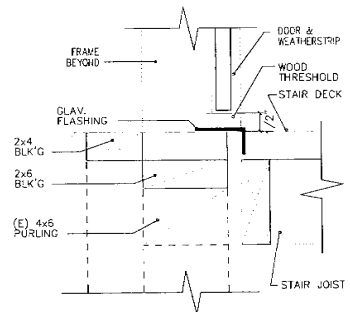 FRAME
BEYOND
DOOR &
WEATHERSTRIP
WOOD
THRESHOLD
STAIR DECK
1/2"
GLAV.
FLASHING
2x4
BLK'G
2x6
BLK'G
(E) 4x6
PURLING
STAIR JOIST